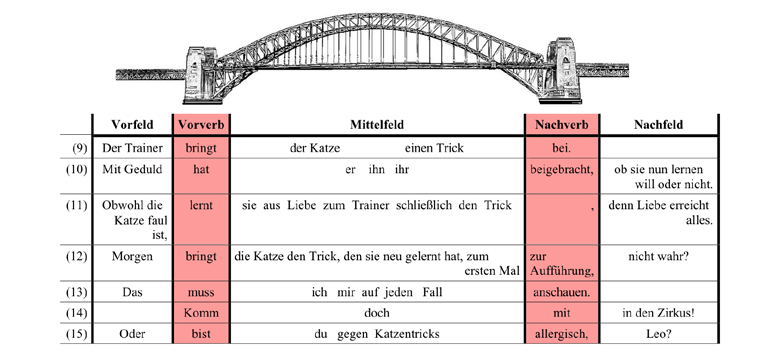 Vorfeld Vorverb Mittelfeld Nachverb Nachfeld
(9) Der Trainer bringt der Katze einen Trick bei.
(10) Mit Geduld hat er ihn ihr beigebracht, ob sie nun lernen
will oder nicht.
(11) Obwohl die lernt sie aus Liebe zum Trainer schließlich den Trick , denn Liebe erreicht
Katze faul alles.
ist,
(12) Morgen bringt die Katze den Trick, den sie neu gelernt hat, zum zur nicht wahr?
ersten Mal Aufführung,
(13) Das muss ich mir auf jeden Fall anschauen.
(14) Komm doch mit in den Zirkus!
(15) Oder bist du gegen Katzentricks allergisch, Leo?